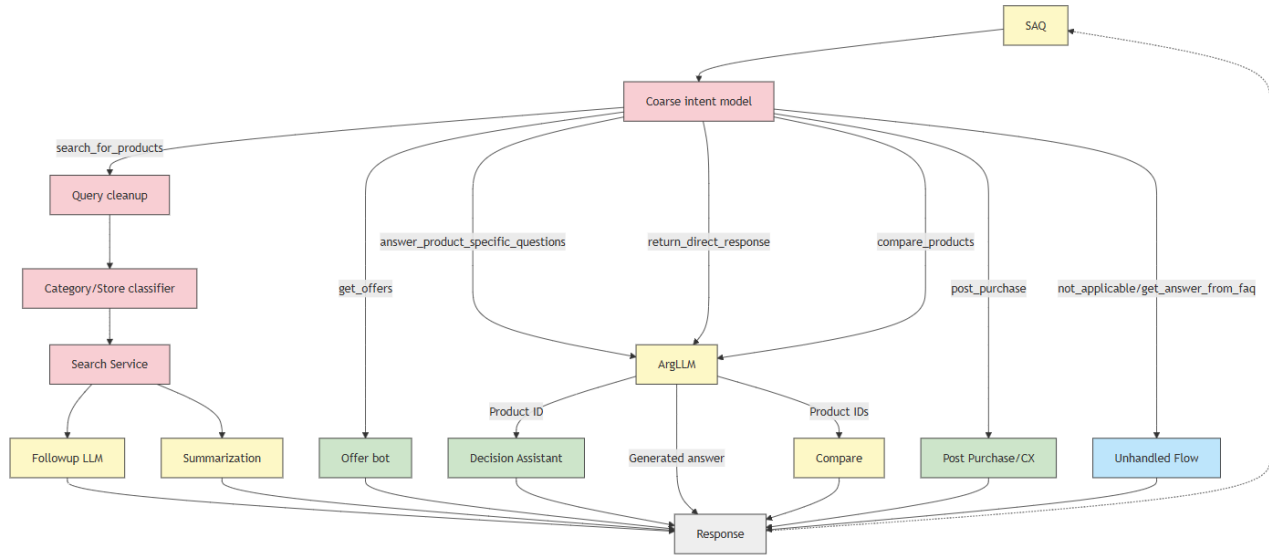 SAQ
Coarse intent model
search_for_products
Query cleanup
answer_product_specific_questions
return_direct_response
compare_products
Category/Store classifier
get_offers
post_purchase
not_applicable/get_answer_from_faq
Search Service
ArgLLM
Product ID
Product IDs
Followup LLM
Summarization
Offer bot
Decision Assistant
Generated answer
Compare
Post Purchase/CX
Unhandled Flow
Response